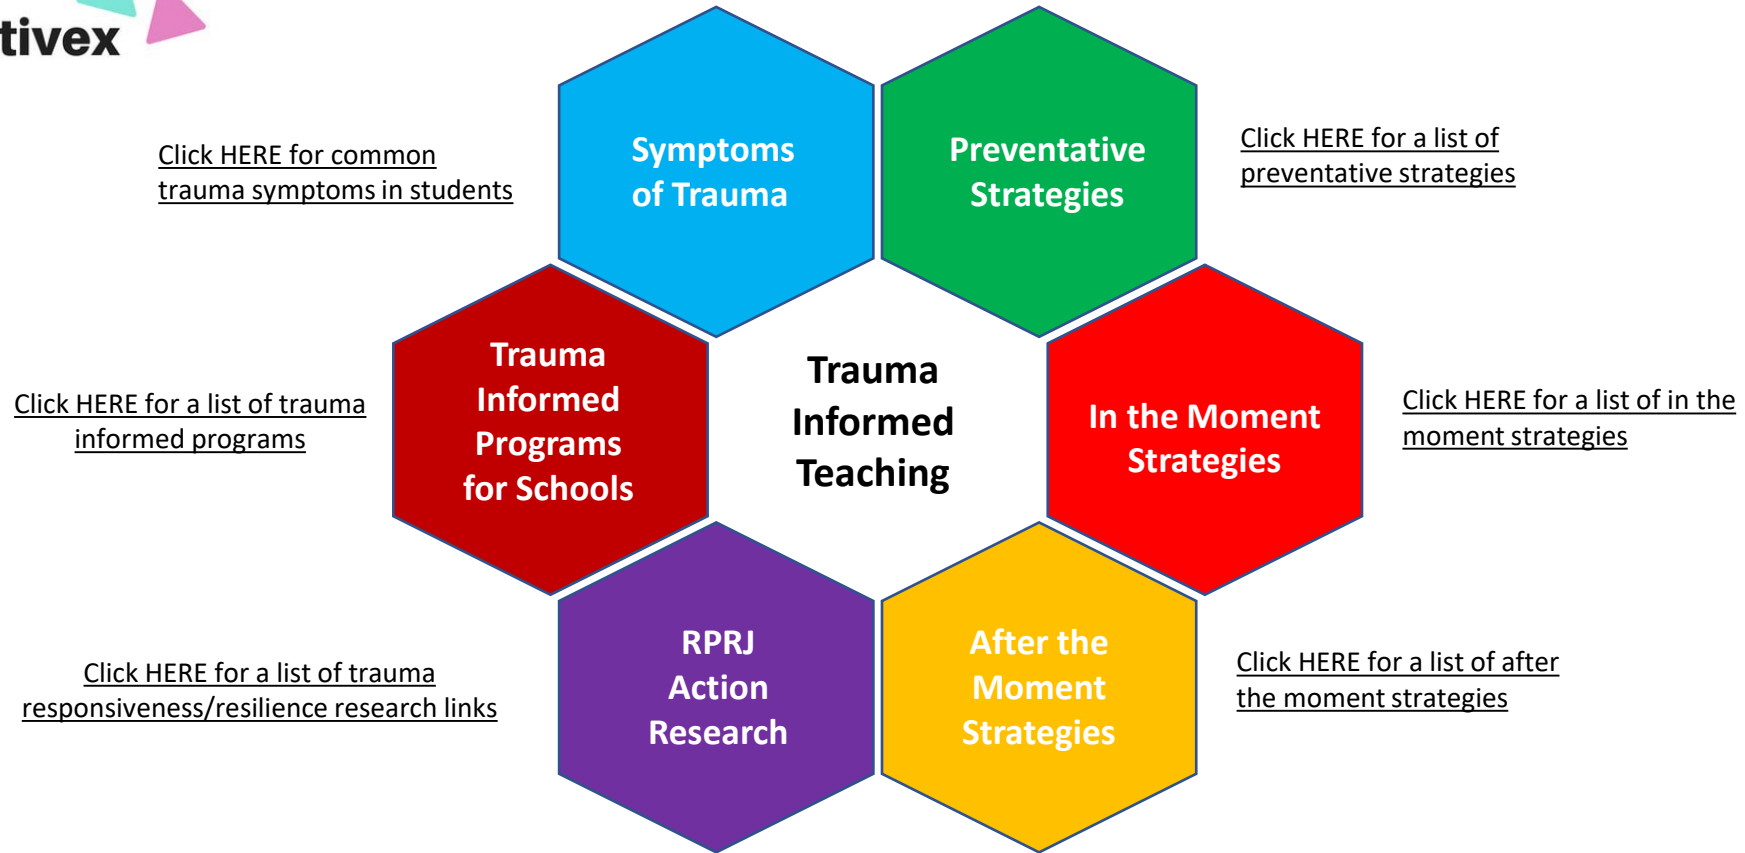 tivex
Click HERE for common
trauma symptoms in students
Symptoms
of Trauma
Preventative
Strategies
Click HERE for a list of
preventative strategies
Click HERE for a list of trauma
informed programs
Trauma
Informed
Programs
for Schools
Trauma
Informed
Teaching
In the Moment
Strategies
Click HERE for a list of in the
moment strategies
Click HERE for a list of trauma
responsiveness/resilience research links
RPRJ
Action
Research
After the
Moment
Strategies
Click HERE for a list of after
the moment strategies